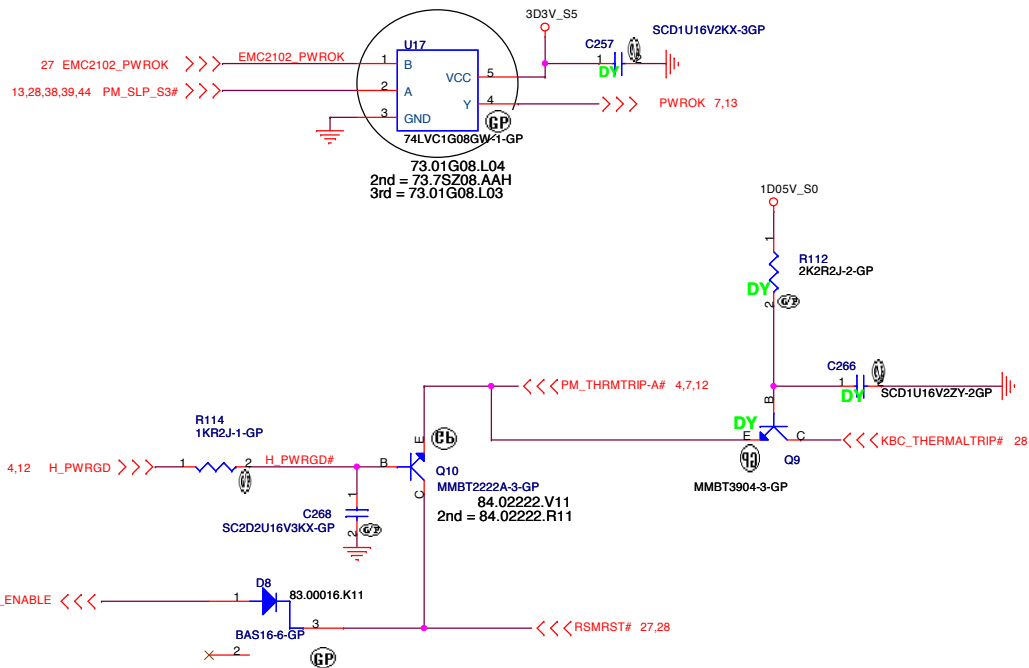 3D3V_S5
SCD1U16V2KX-3GP
C257
1
DY
U17
27 EMC2102_PWROK
EMC2102_PWROK
1 B
VCC 5
13,28,38,39,44 PM_SLP_S3#
2 A
Y 4
PWROK 7,13
3 GND
GP
74LVC1G08GW-1-GP
73.01G08.L04
2nd = 73.7SZ08.AAH
3rd = 73.01G08.L03
1D05V_S0
1
R112
2K2R2J-2-GP
DY
2
C266
1
DY
SCD1U16V2ZY-2GP
PM_THRMTRIP-A# 4,7,12
B
DY
E
C
KBC_THERMALTRIP# 28
Q9
GP
MMBT3904-3-GP
R114
1KR2J-1-GP
4,12 H_PWRGD
1
2
H_PWRGD#
B
E
C
Q10
MMBT2222A-3-GP
84.02222.V11
2nd = 84.02222.R11
1
C268
SC2D2U16V3KX-GP
2
D8
83.00016.K11
_ENABLE
1
3
BAS16-6-GP
2
GP
RSMRST# 27,28